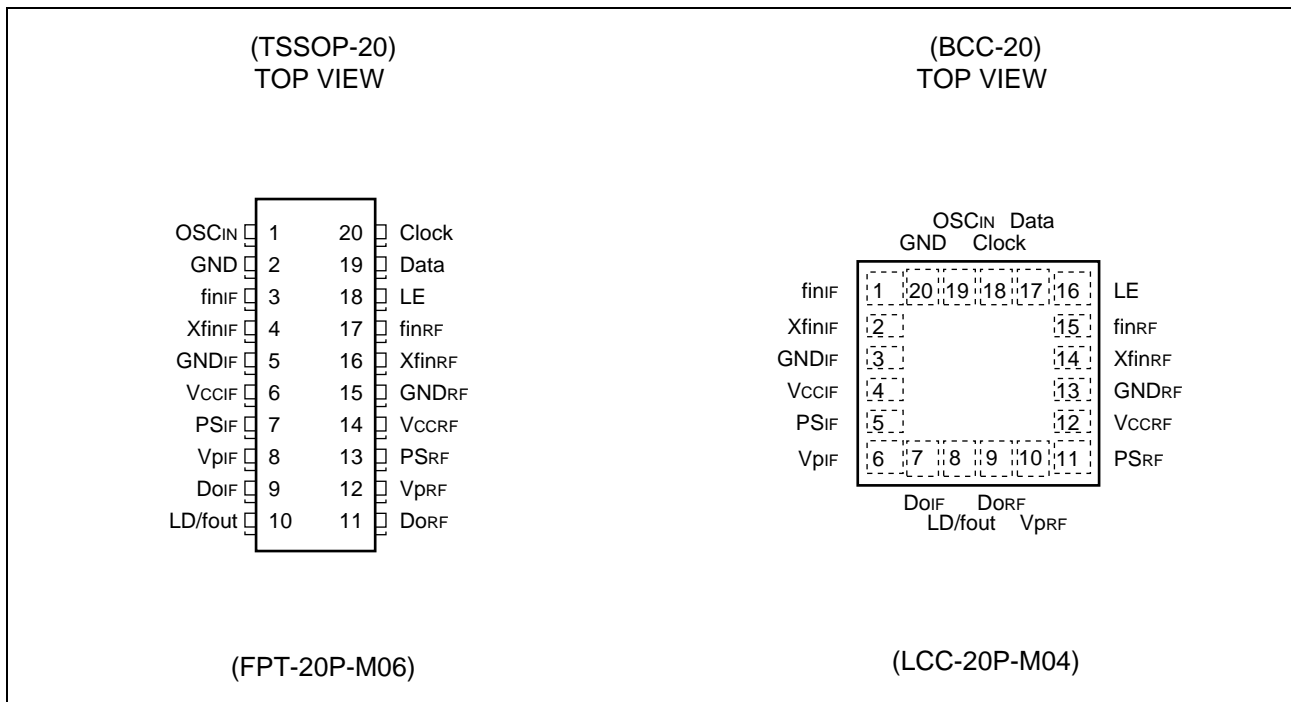 (TSSOP-20)
TOP VIEW
OSCIN 1 20 Clock
GND 2 19 Data
finIF 3 18 LE
XfinIF 4 17 finRF
GNDIF 5 16 XfinRF
VCCIF 6 15 GNDRF
PSIF 7 14 VCCRF
VpIF 8 13 PSRF
DoIF 9 12 VpRF
LD/fout 10 11 DoRF
(FPT-20P-M06)
(BCC-20)
TOP VIEW
OSCIN Data
GND Clock
finIF 1 20 19 18 17 16 LE
XfinIF 2 15 finRF
GNDIF 3 14 XfinRF
VCCIF 4 13 GNDRF
PSIF 5 12 VCCRF
VpIF 6 7 8 9 10 11 PSRF
DoIF DoRF
LD/fout VpRF
(LCC-20P-M04)